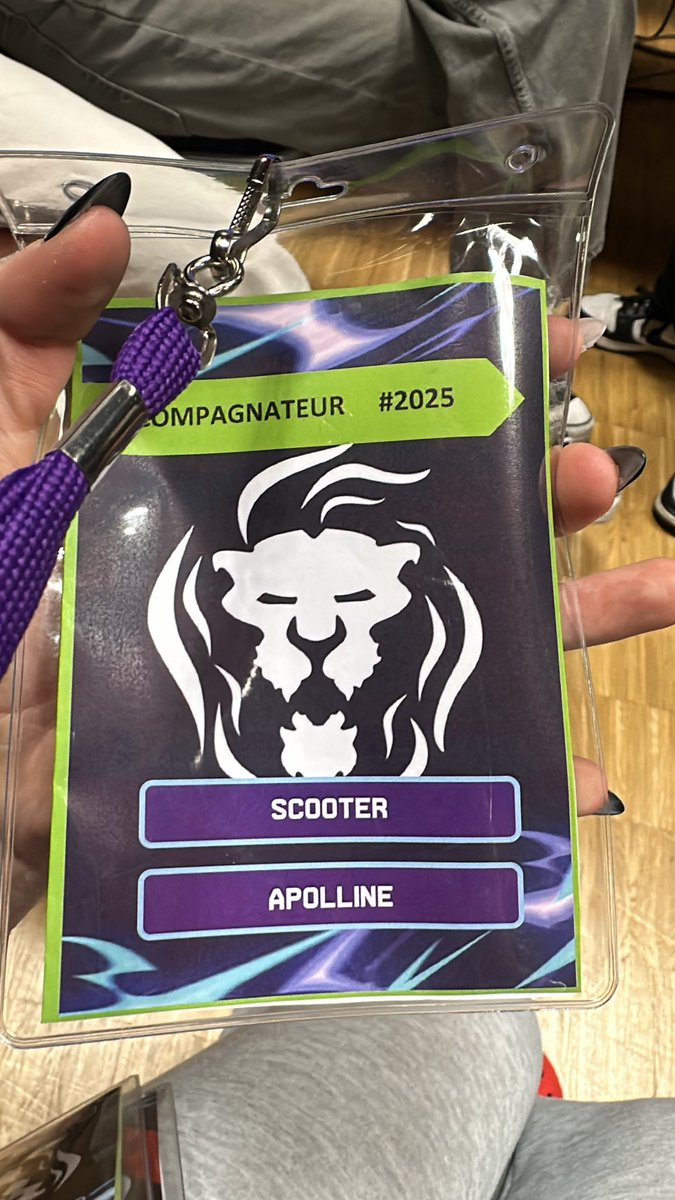 COMPAGNATEUR #2025
SCOOTER
APOLLINE